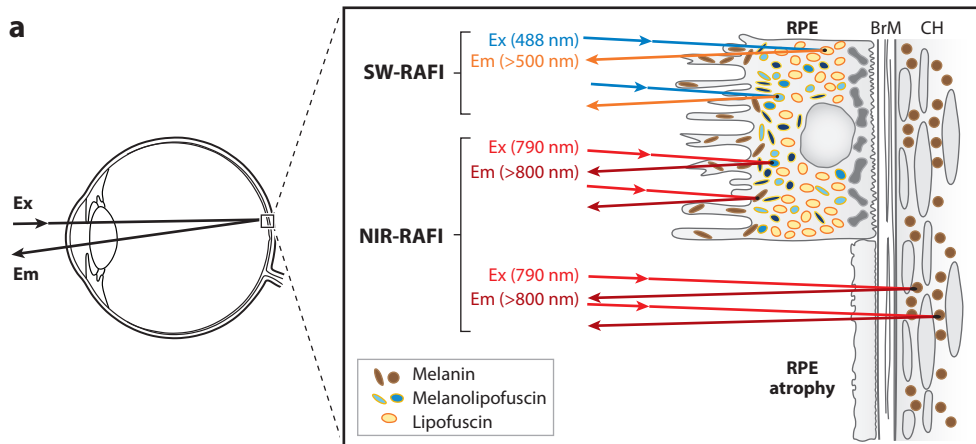 a
Ex
Em
SW-RAFI
Ex (488 nm)
Em (>500 nm)
NIR-RAFI
Ex (790 nm)
Em (>800 nm)
Ex (790 nm)
Em (>800 nm)
RPE
BrM
CH
RPE
atrophy
Melanin
Melanolipofuscin
Lipofuscin